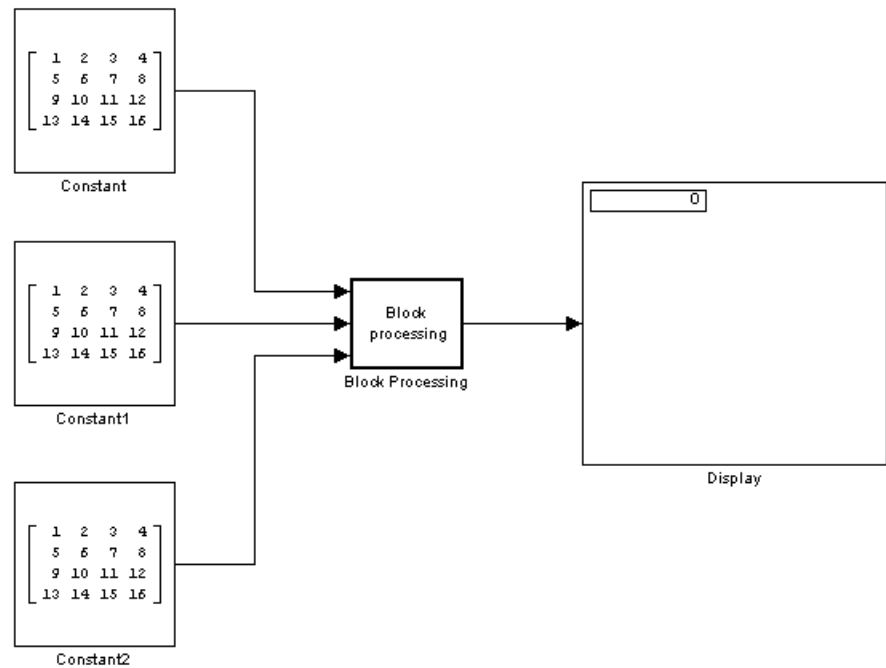 1 2 3 4
5 6 7 8
9 10 11 12
13 14 15 16
Constant
1 2 3 4
5 6 7 8
9 10 11 12
13 14 15 16
Constant1
1 2 3 4
5 6 7 8
9 10 11 12
13 14 15 16
Constant2
Block
processing
Block Processing
0
Display